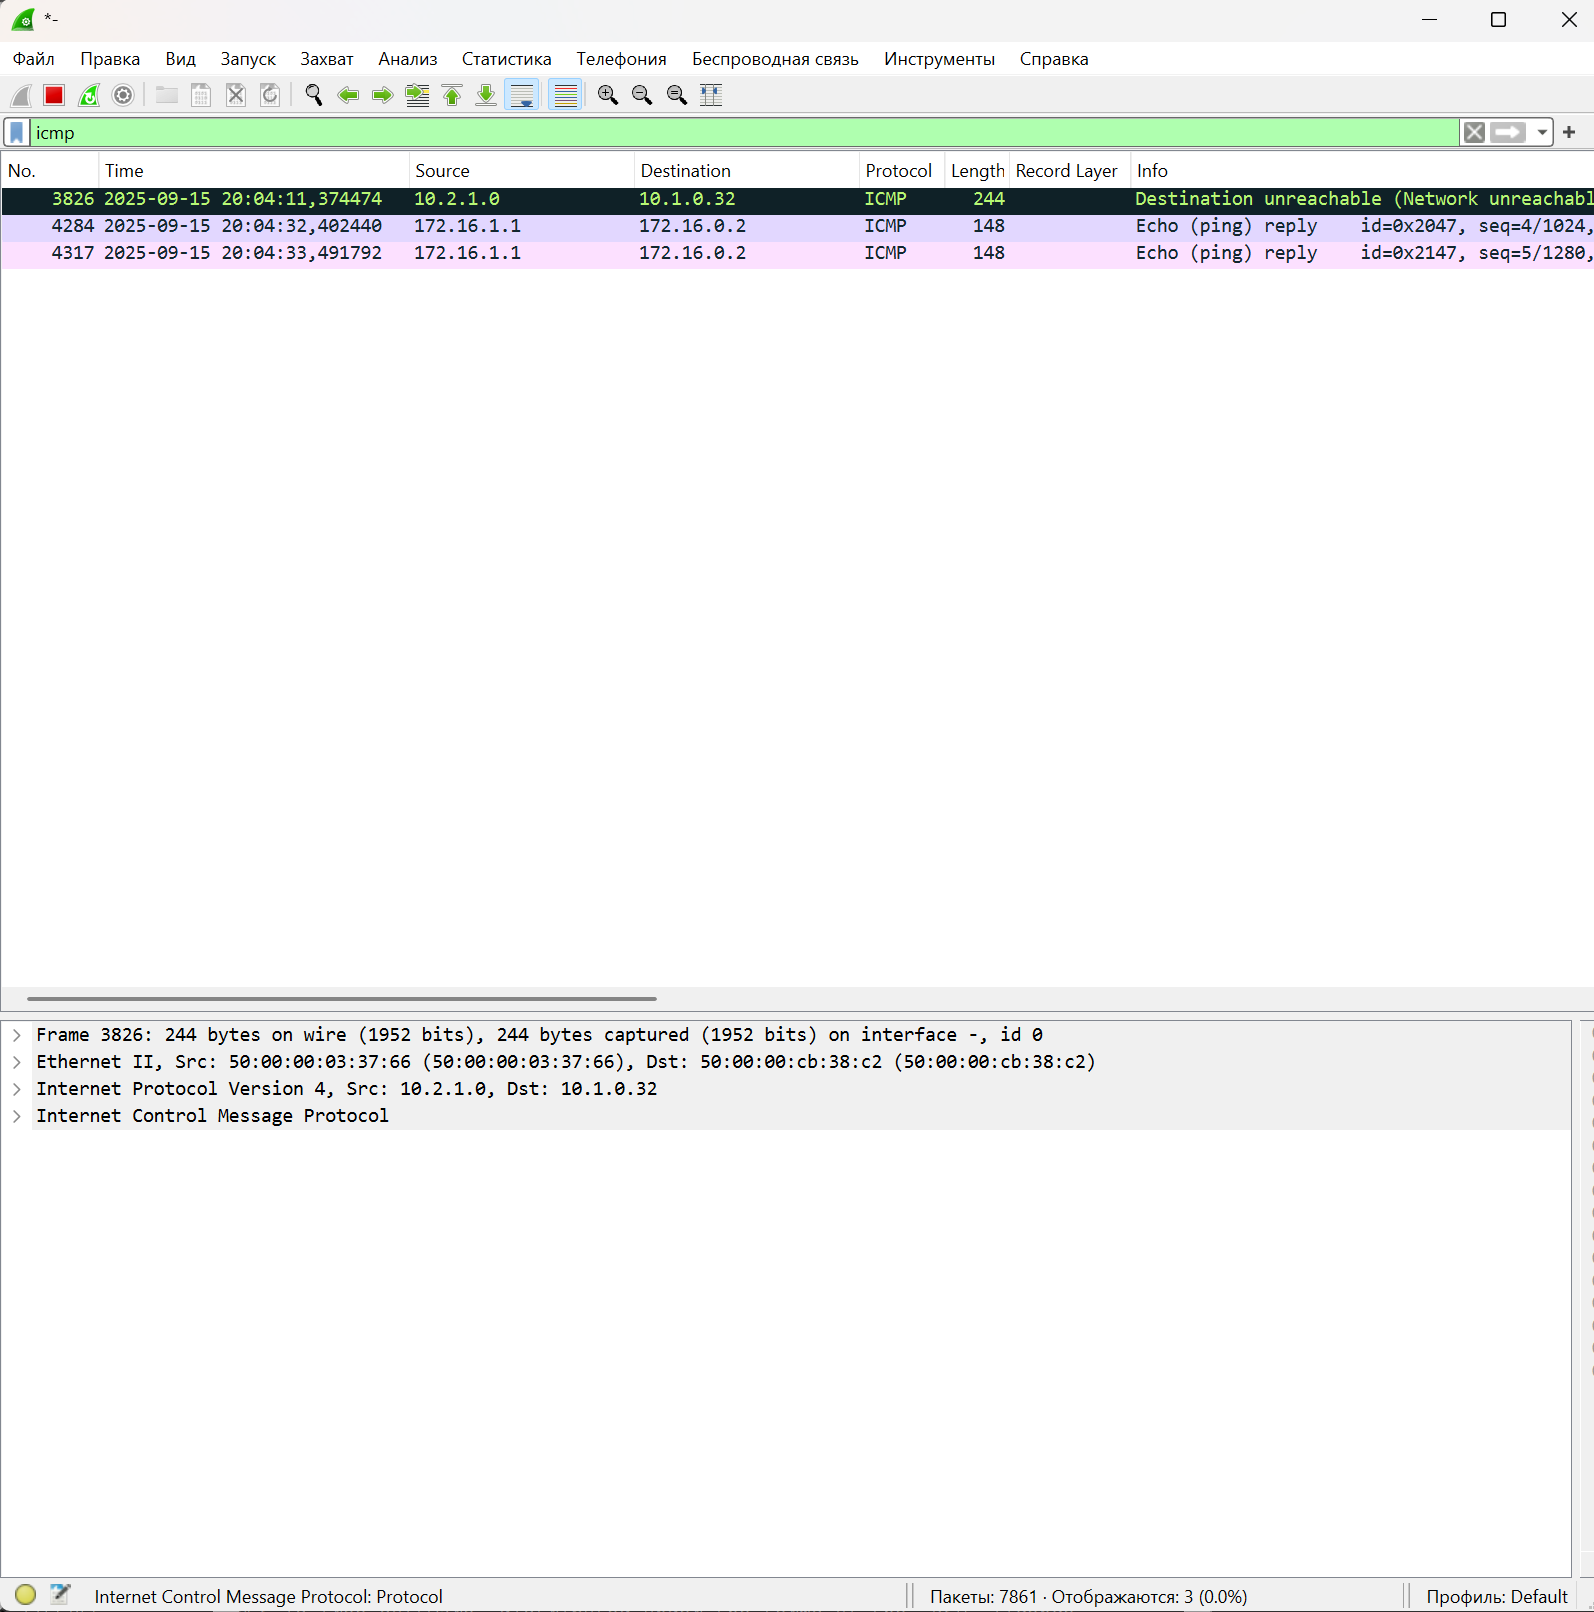 *-
Файл Правка Вид Запуск Захват Анализ Статистика Телефония Беспроводная связь Инструменты Справка
icmp
No. Time Source Destination Protocol Length Record Layer Info
3826 2025-09-15 20:04:11,374474 10.2.1.0 10.1.0.32 ICMP 244 Destination unreachable (Network unreachabl
4284 2025-09-15 20:04:32,402440 172.16.1.1 172.16.0.2 ICMP 148 Echo (ping) reply id=0x2047, seq=4/1024,
4317 2025-09-15 20:04:33,491792 172.16.1.1 172.16.0.2 ICMP 148 Echo (ping) reply id=0x2147, seq=5/1280,
Frame 3826: 244 bytes on wire (1952 bits), 244 bytes captured (1952 bits) on interface -, id 0
Ethernet II, Src: 50:00:00:03:37:66 (50:00:00:03:37:66), Dst: 50:00:00:cb:38:c2 (50:00:00:cb:38:c2)
Internet Protocol Version 4, Src: 10.2.1.0, Dst: 10.1.0.32
Internet Control Message Protocol
Internet Control Message Protocol: Protocol Пакеты: 7861 · Отображаются: 3 (0.0%) Профиль: Default